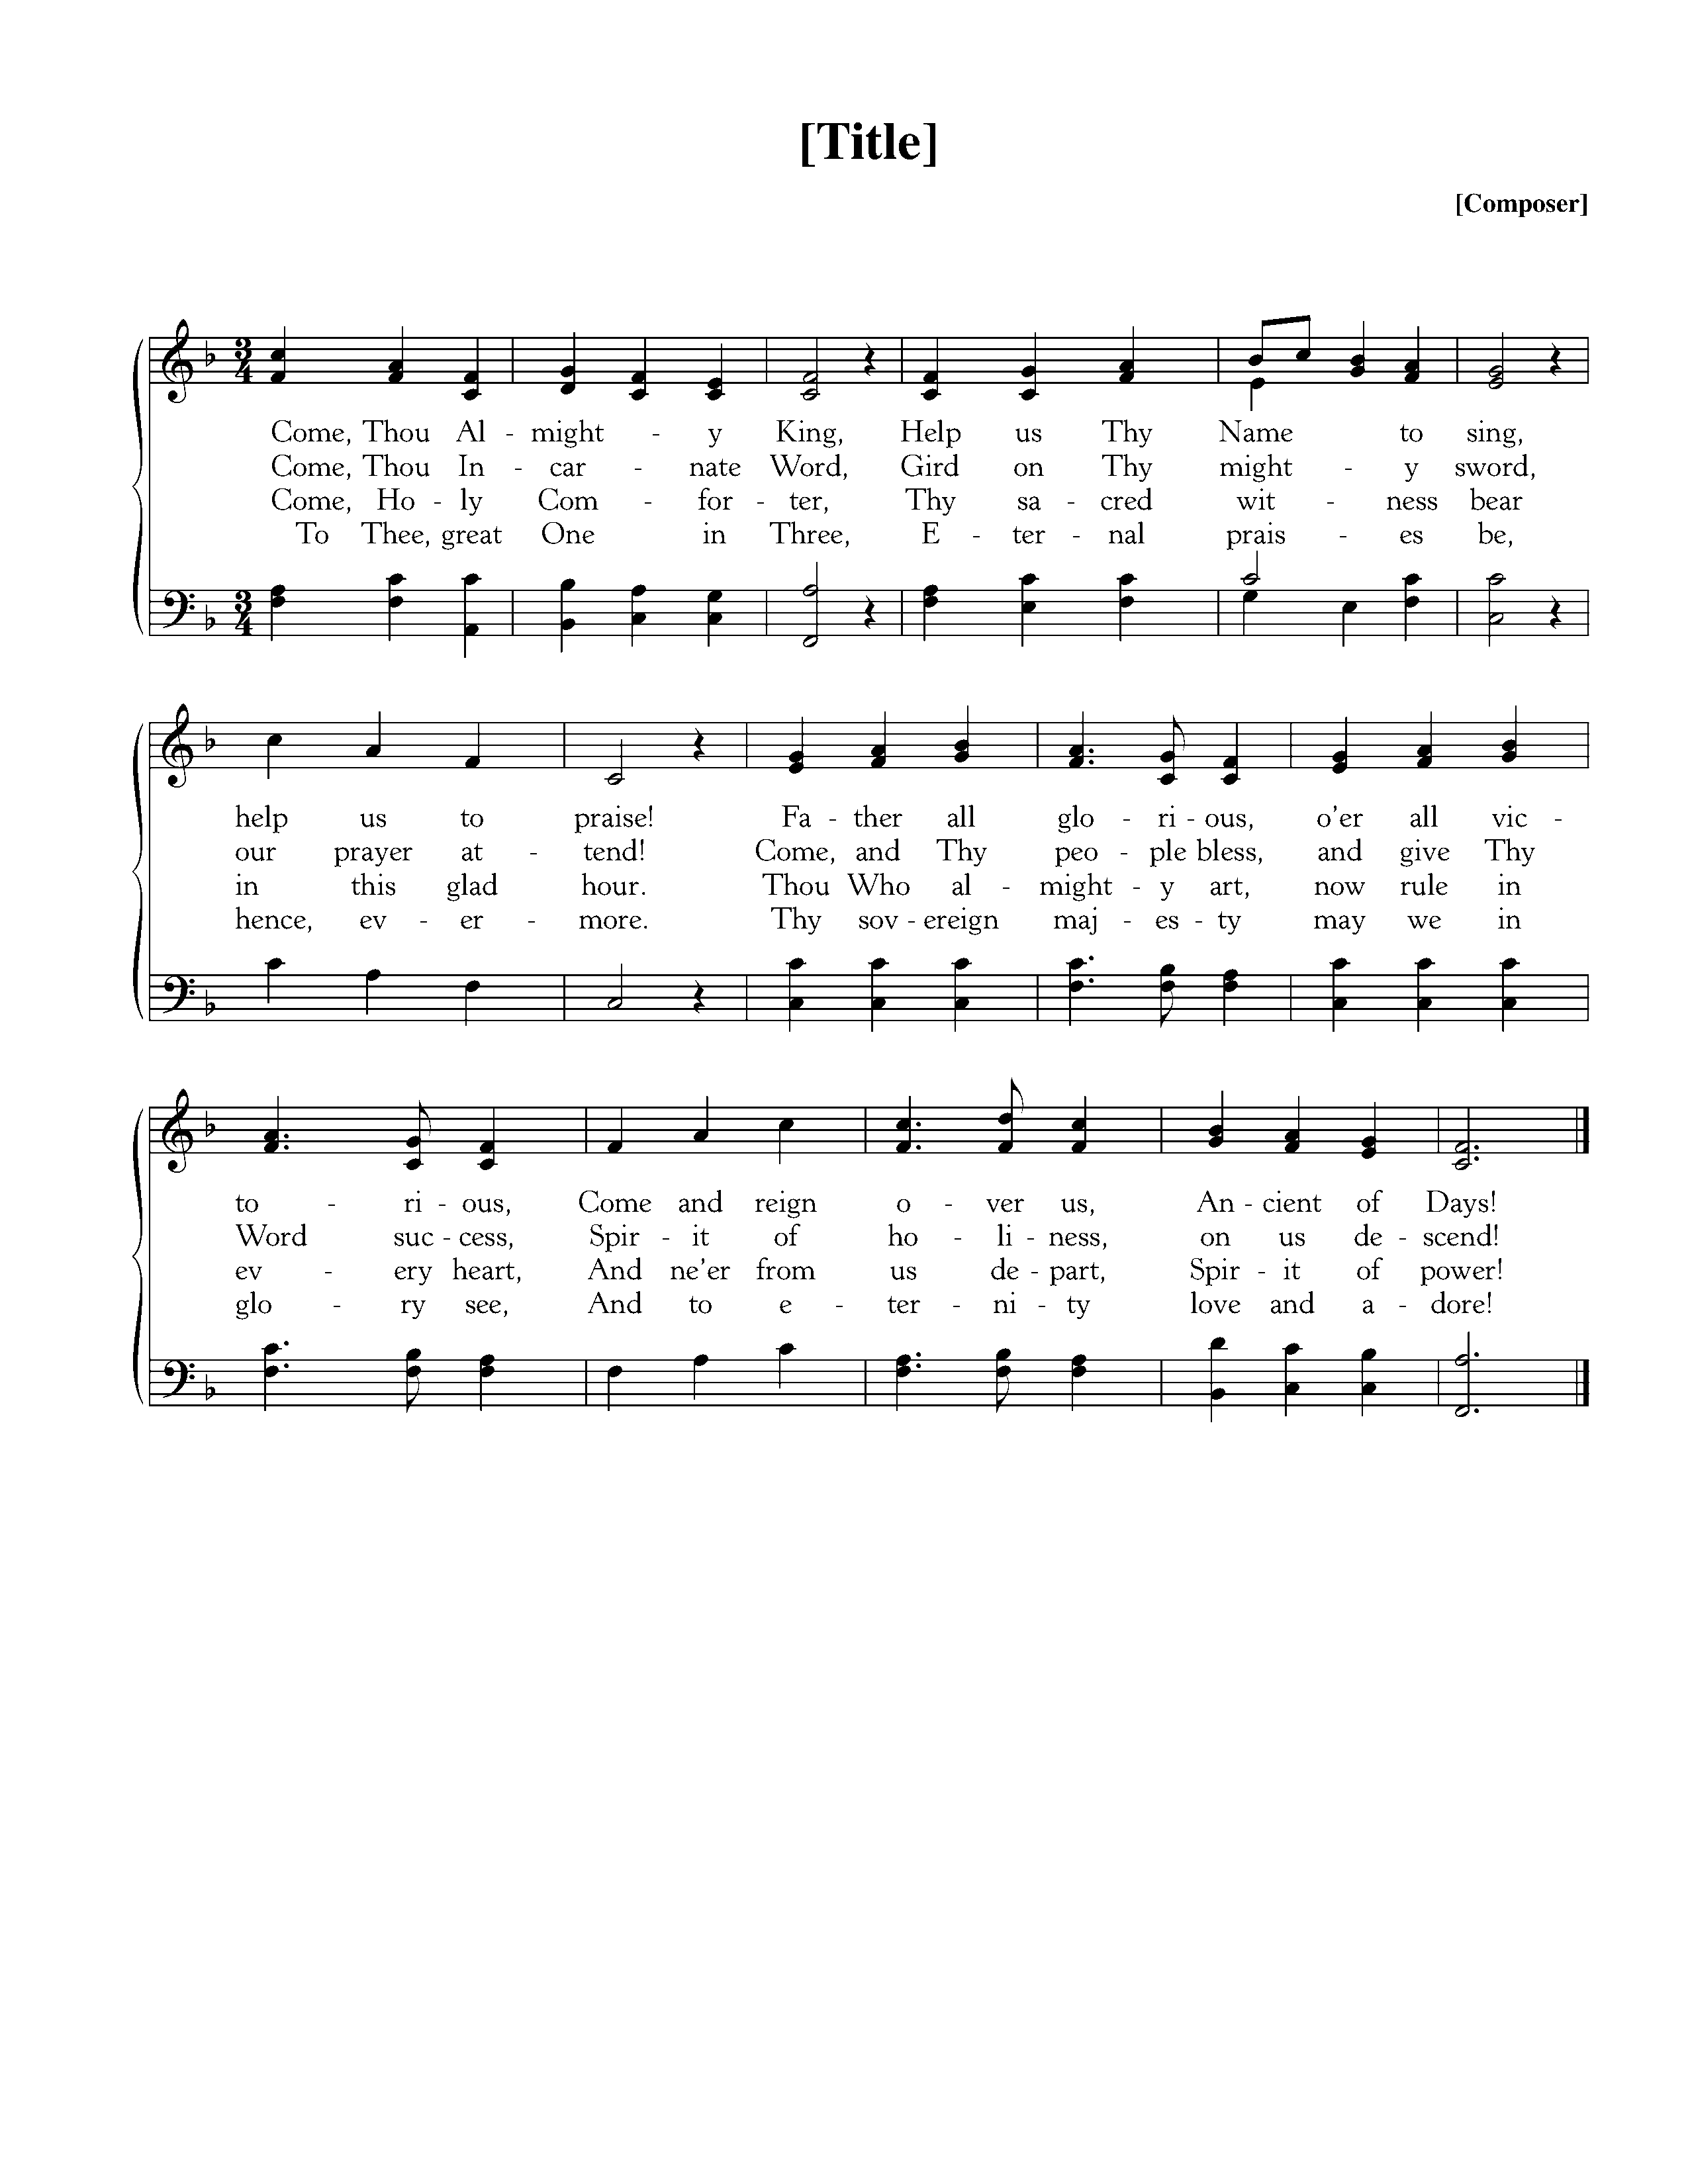 [Title]
[Composer]
3 4
Come, Thou Al - might - y King, Help us Thy Name to sing,
Come, Thou In - car - nate Word, Gird on Thy might - y sword,
Come, Ho - ly Com - for - ter, Thy sa - cred wit - ness bear
To Thee, great One in Three, E - ter - nal prais - es be,
3 4
help us to praise! Fa - ther all glo - ri - ous, o'er all vic -
our prayer at - tend! Come, and Thy peo - ple bless, and give Thy
in this glad hour. Thou Who al - might - y art, now rule in
hence, ev - er - more. Thy sov - ereign maj - es - ty may we in
to - ri - ous, Come and reign o - ver us, An - cient of Days!
Word suc - cess, Spir - it of ho - li - ness, on us de - scend!
ev - ery heart, And ne'er from us de - part, Spir - it of power!
glo - ry see, And to e - ter - ni - ty love and a - dore!